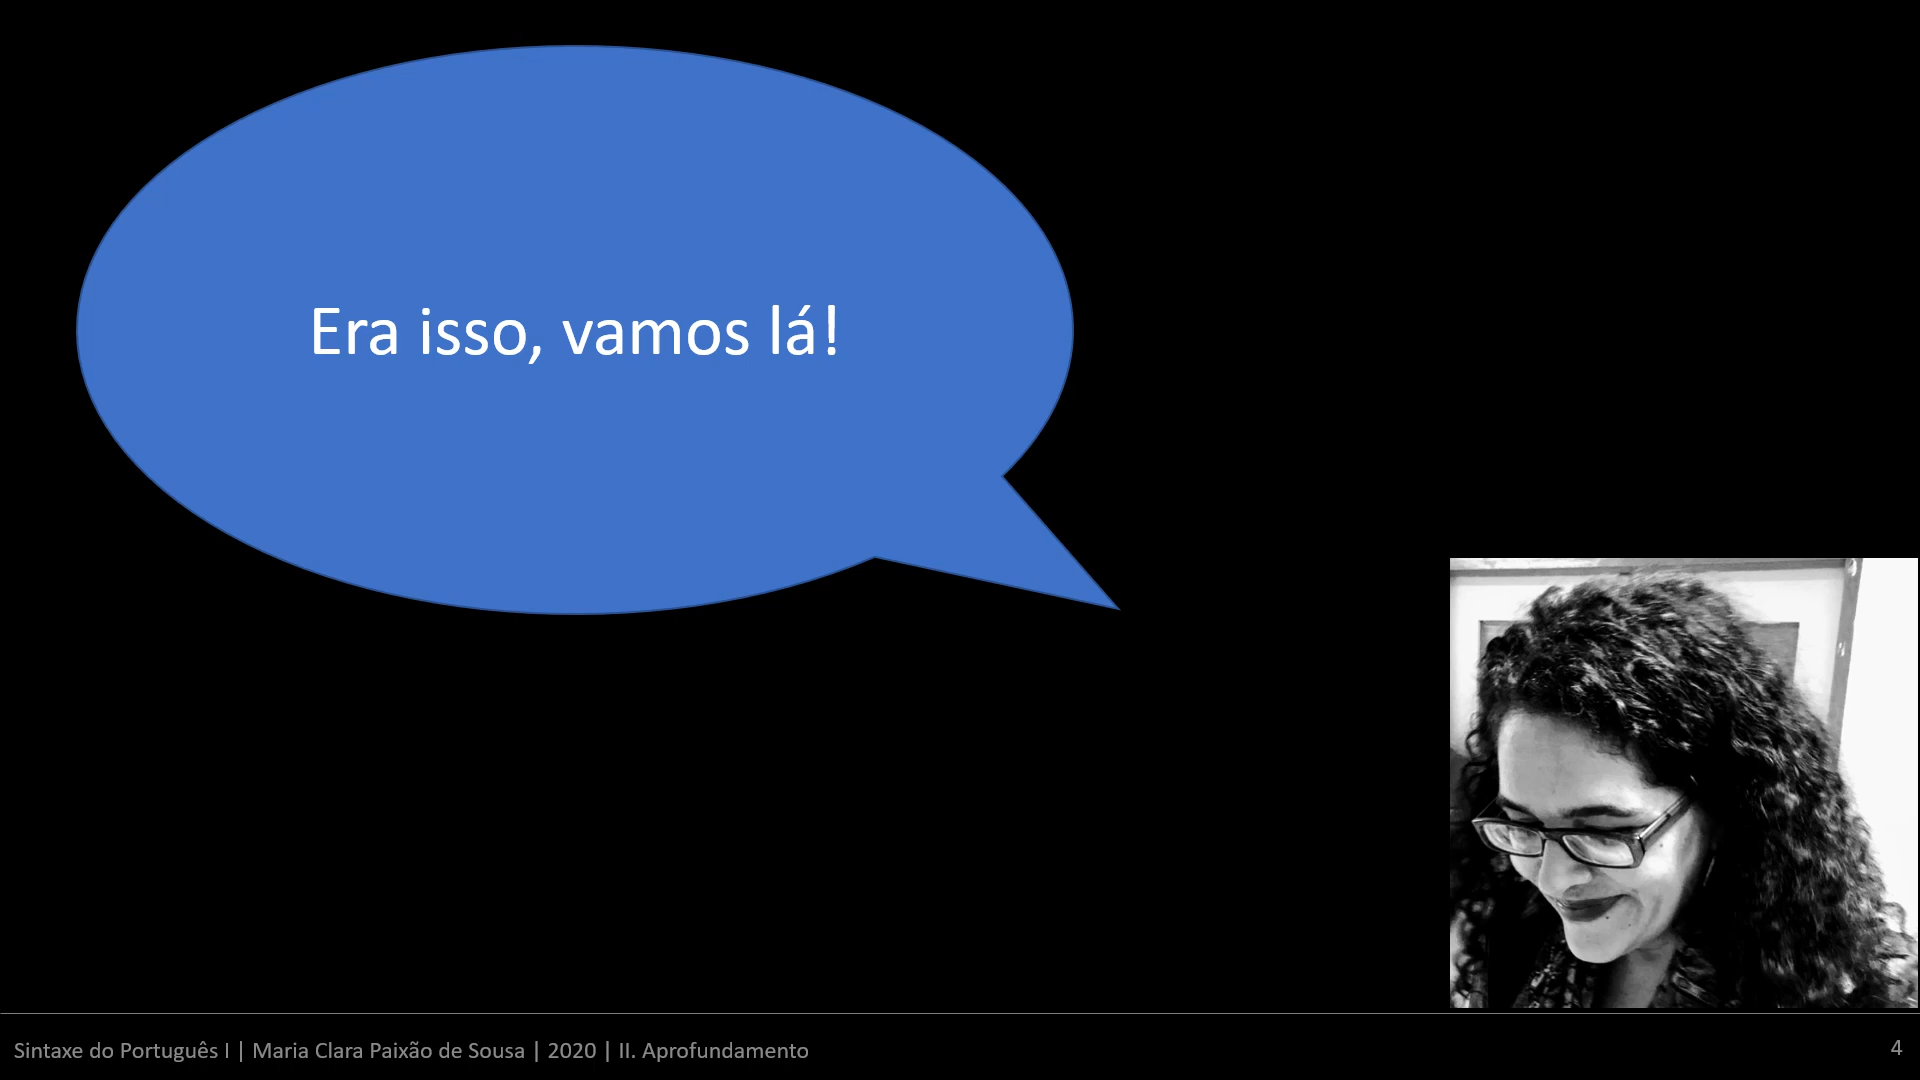 Era isso, vamos lá!
Sintaxe do Português I | Maria Clara Paixão de Sousa | 2020 | II. Aprofundamento
4